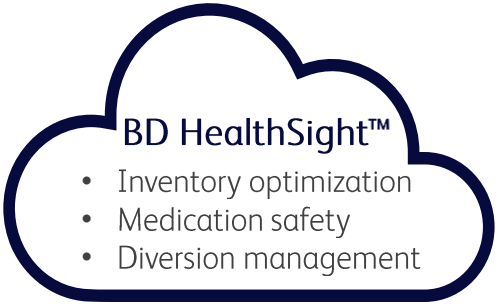 BD HealthSight™
• Inventory optimization
• Medication safety
• Diversion management